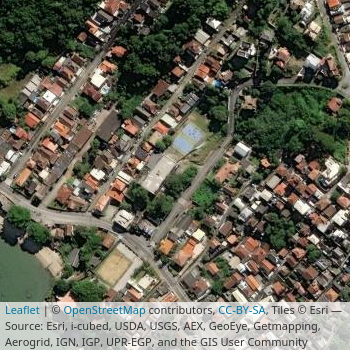 Leaflet | © OpenStreetMap contributors, CC-BY-SA, Tiles © Esri —
Source: Esri, i-cubed, USDA, USGS, AEX, GeoEye, Getmapping,
Aerogrid, IGN, IGP, UPR-EGP, and the GIS User Community